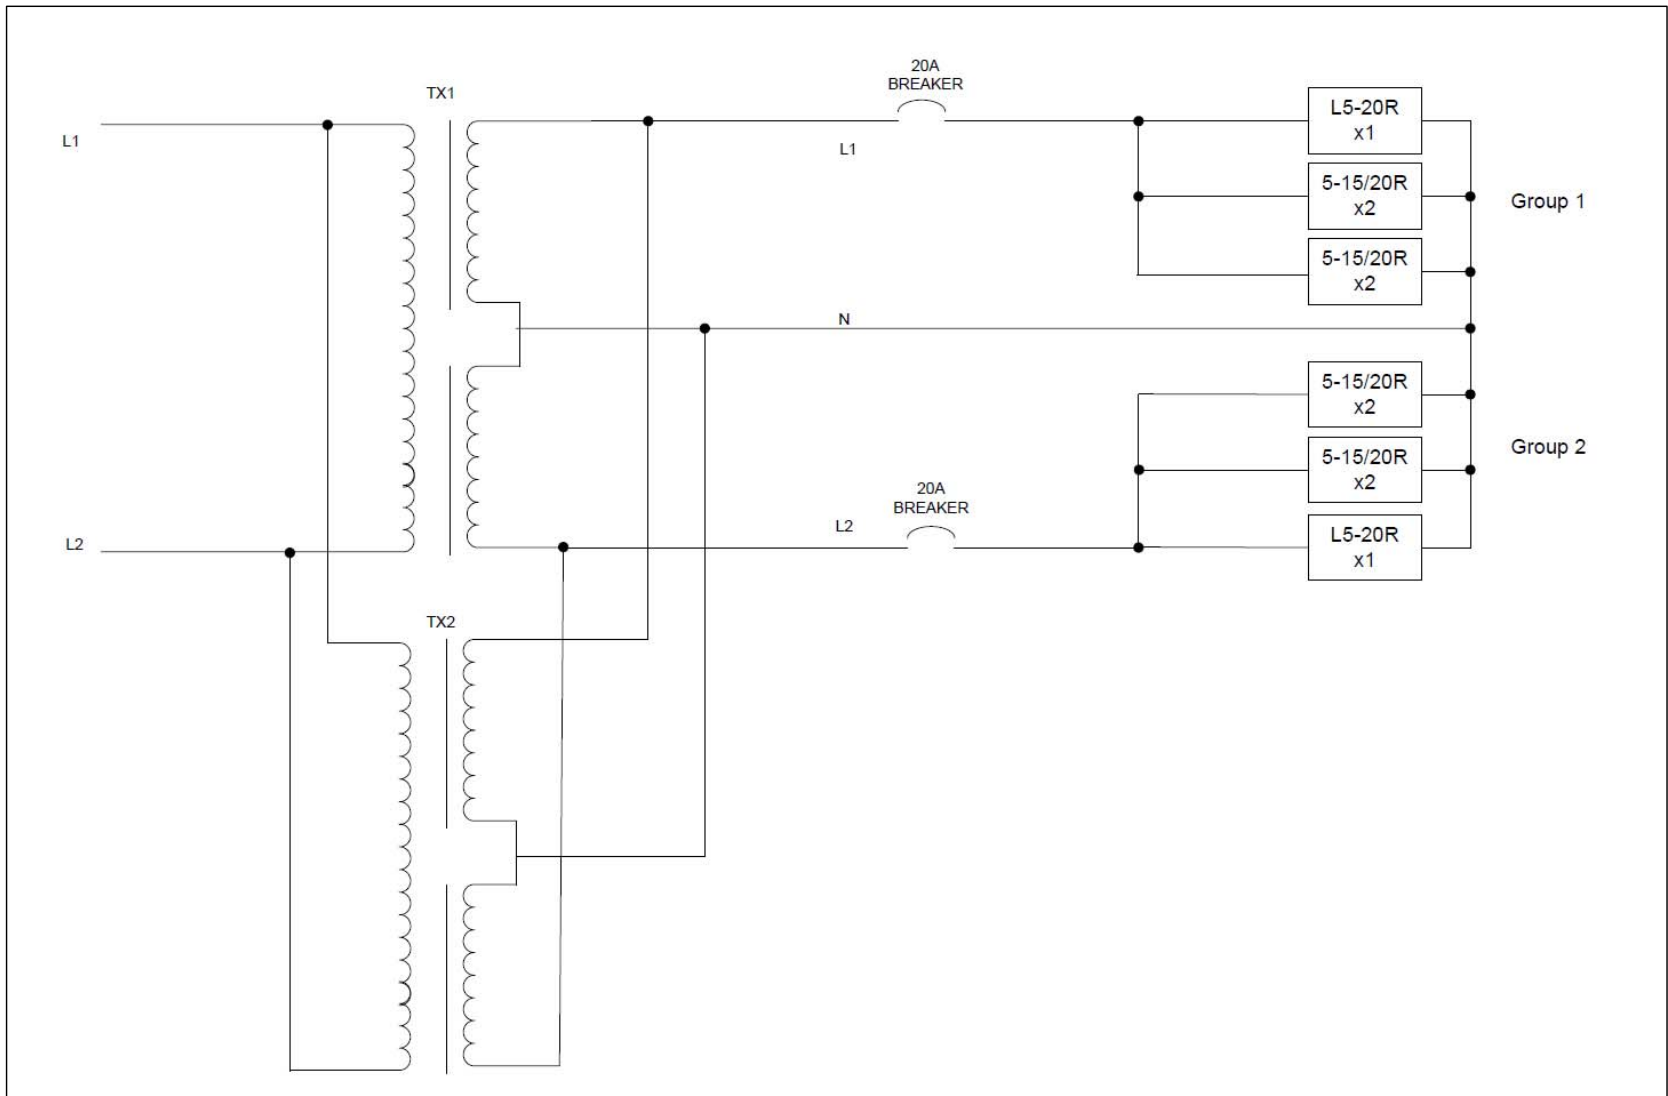 20A
BREAKER
TX1
L1
L1
L5-20R
x1
5-15/20R
x2
Group 1
5-15/20R
x2
N
5-15/20R
x2
Group 2
5-15/20R
x2
20A
BREAKER
L2
L2
L5-20R
x1
TX2